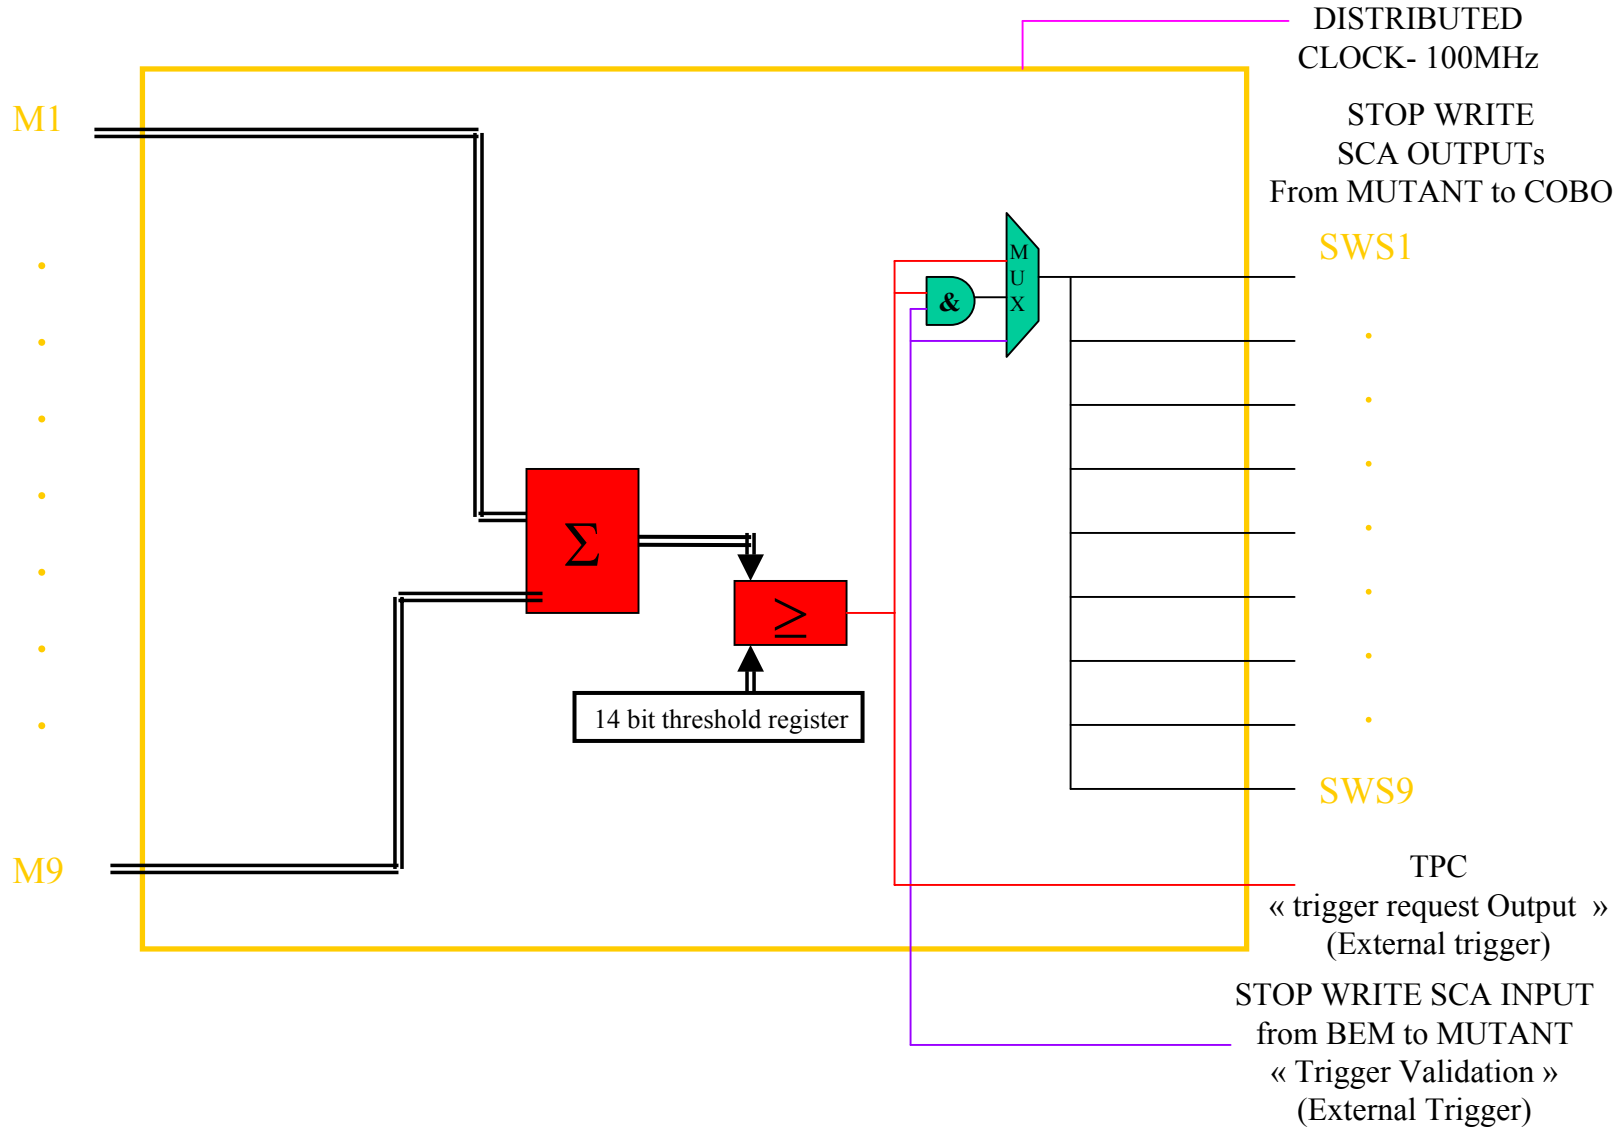 DISTRIBUTED
CLOCK- 100MHz
M1
STOP WRITE
SCA OUTPUTs
From MUTANT to COBO
SWS1
M
U
X
&
Σ
≥
14 bit threshold register
SWS9
M9
TPC
« trigger request Output »
(External trigger)
STOP WRITE SCA INPUT
from BEM to MUTANT
« Trigger Validation »
(External Trigger)